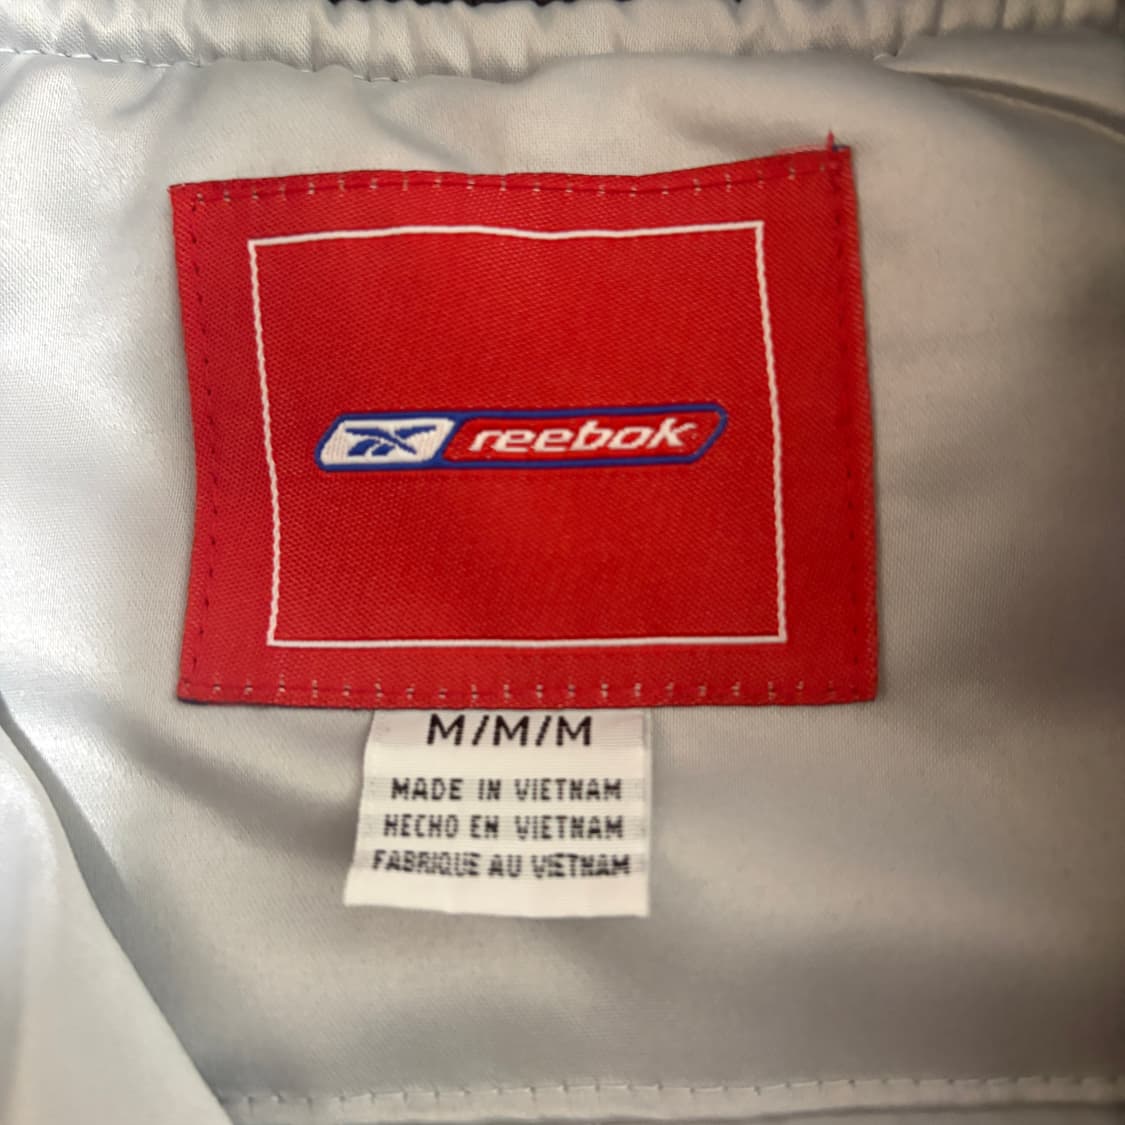 reebok
M/M/M
MADE IN VIETNAM
HECHO EN VIETNAM
FABRIQUE AU VIETNAM